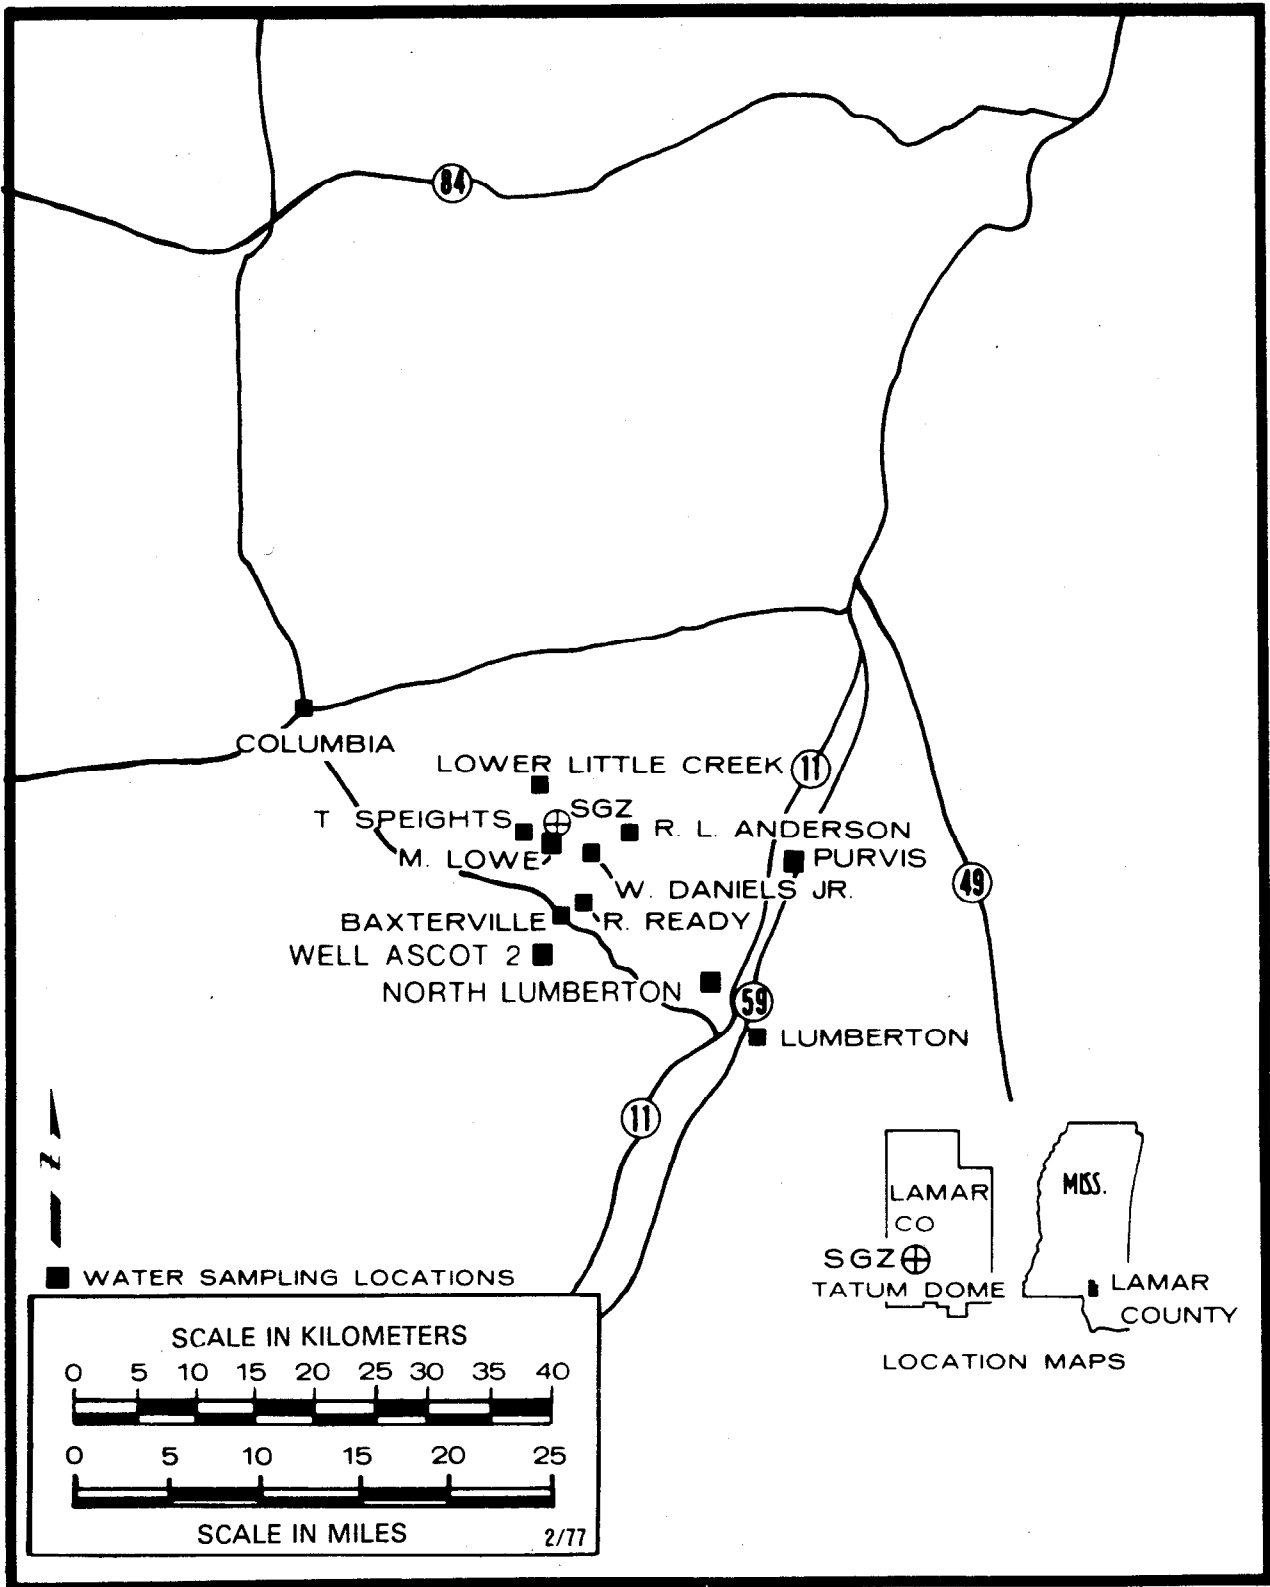 84
COLUMBIA
LOWER LITTLE CREEK
11
T SPEIGHTS
SGZ
R. L. ANDERSON
M. LOWE
PURVIS
W. DANIELS JR.
49
BAXTERVILLE
R. READY
WELL ASCOT 2
NORTH LUMBERTON
59
LUMBERTON
11
N
LAMAR
CO
MISS.
SGZ
TATUM DOME
LAMAR
COUNTY
LOCATION MAPS
WATER SAMPLING LOCATIONS
SCALE IN KILOMETERS
0 5 10 15 20 25 30 35 40
0 5 10 15 20 25
SCALE IN MILES
2/77